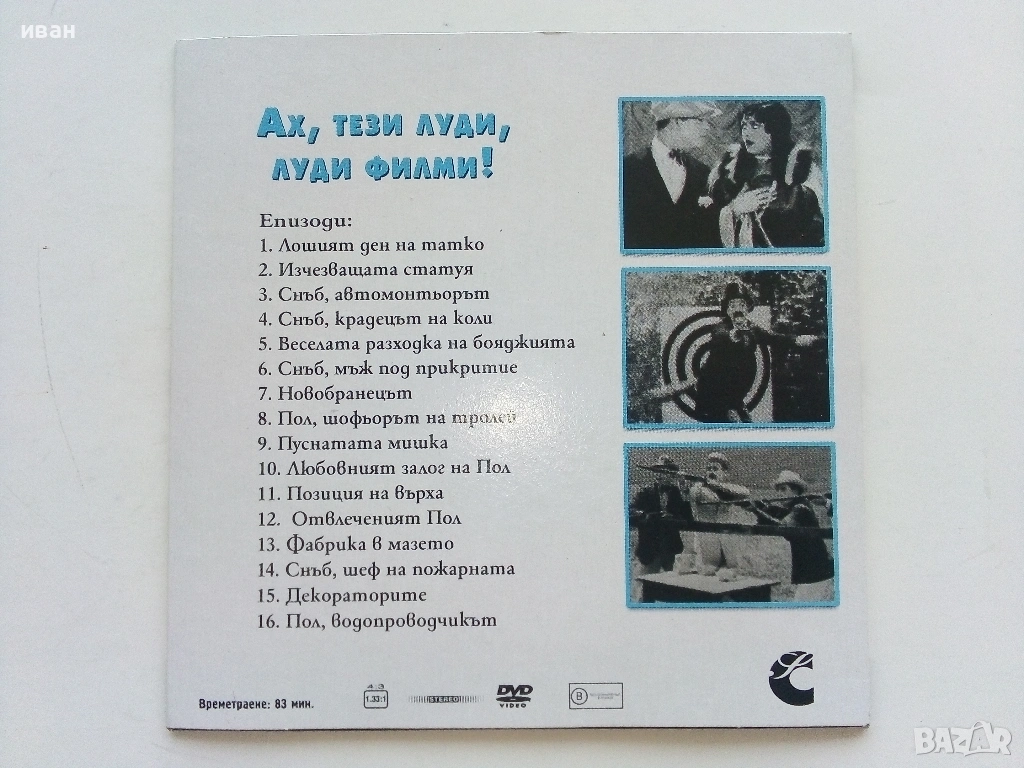 иван
Ах, тези луди,
луди филми!
Епизоди:
1. Лошият ден на татко
2. Изчезващата статуя
3. Снъб, автомонтьорът
4. Снъб, крадецът на коли
5. Веселата разходка на бояджията
6. Снъб, мъж под прикритие
7. Новобранецът
8. Пол, шофьорът на тролей
9. Пуснатата мишка
10. Любовният залог на Пол
11. Позиция на върха
12. Отвлеченият Пол
13. Фабрика в мазето
14. Снъб, шеф на пожарната
15. Декораторите
16. Пол, водопроводчикът
Времетраене: 83 мин.
4:3
1.33:1
STEREO
DVD
VIDEO
B
BAZAR